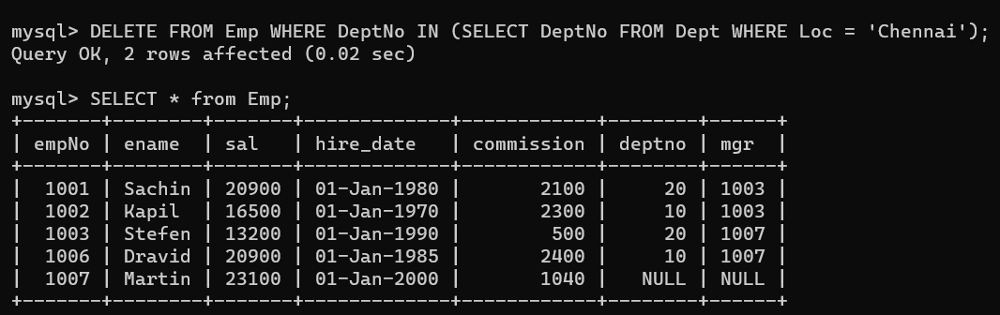 mysql> DELETE FROM Emp WHERE DeptNo IN (SELECT DeptNo FROM Dept WHERE Loc = 'Chennai');
Query OK, 2 rows affected (0.02 sec)

mysql> SELECT * from Emp;
+-------+--------+-------+-------------+------------+--------+------+
| empNo | ename  | sal   | hire_date   | commission | deptno | mgr  |
+-------+--------+-------+-------------+------------+--------+------+
|  1001 | Sachin | 20900 | 01-Jan-1980 |       2100 |     20 | 1003 |
|  1002 | Kapil  | 16500 | 01-Jan-1970 |       2300 |     10 | 1003 |
|  1003 | Stefen | 13200 | 01-Jan-1990 |        500 |     20 | 1007 |
|  1006 | Dravid | 20900 | 01-Jan-1985 |       2400 |     10 | 1007 |
|  1007 | Martin | 23100 | 01-Jan-2000 |       1040 |   NULL | NULL |
+-------+--------+-------+-------------+------------+--------+------+